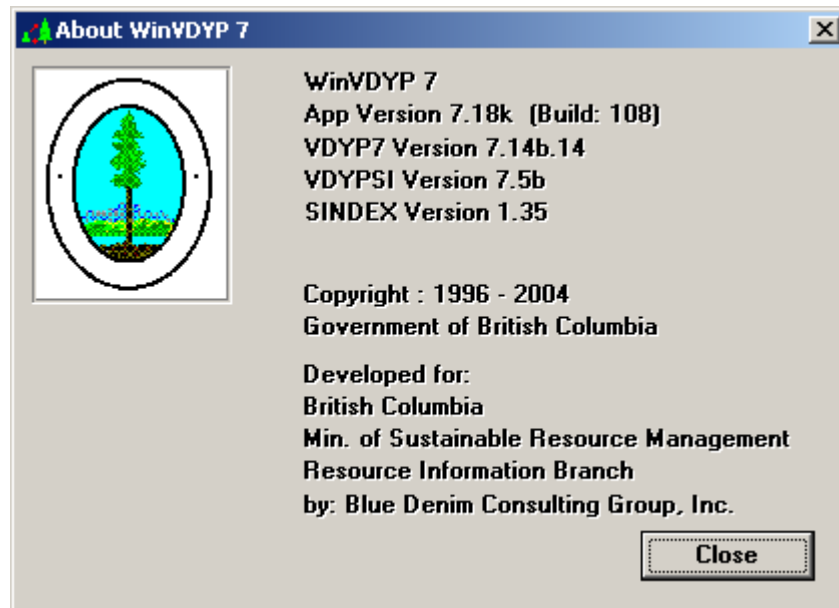 About WinVDYP 7
WinVDYP 7
App Version 7.18k (Build: 108)
VDYP7 Version 7.14b.14
VDYPSI Version 7.5b
SINDEX Version 1.35
Copyright : 1996 - 2004
Government of British Columbia
Developed for:
British Columbia
Min. of Sustainable Resource Management
Resource Information Branch
by: Blue Denim Consulting Group, Inc.
Close